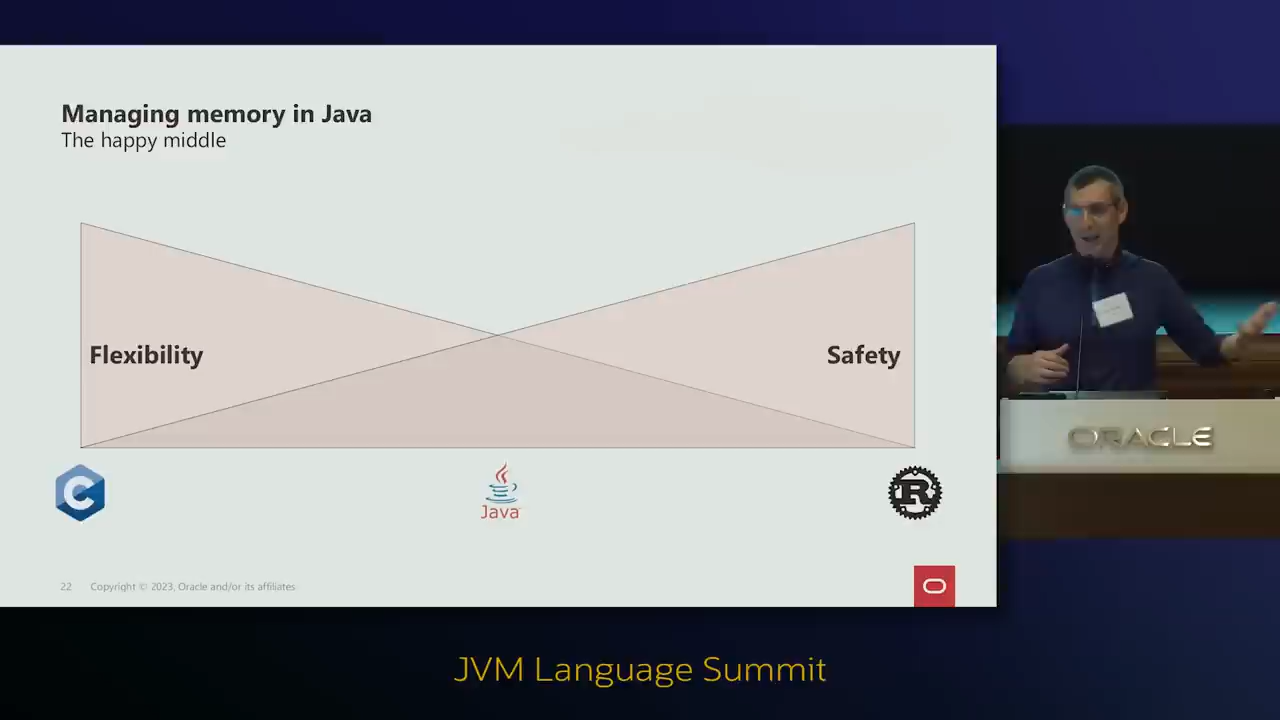 Managing memory in Java
The happy middle
Flexibility
Safety
C
Java
R
22
Copyright © 2023, Oracle and/or its affiliates
ORACLE
JVM Language Summit